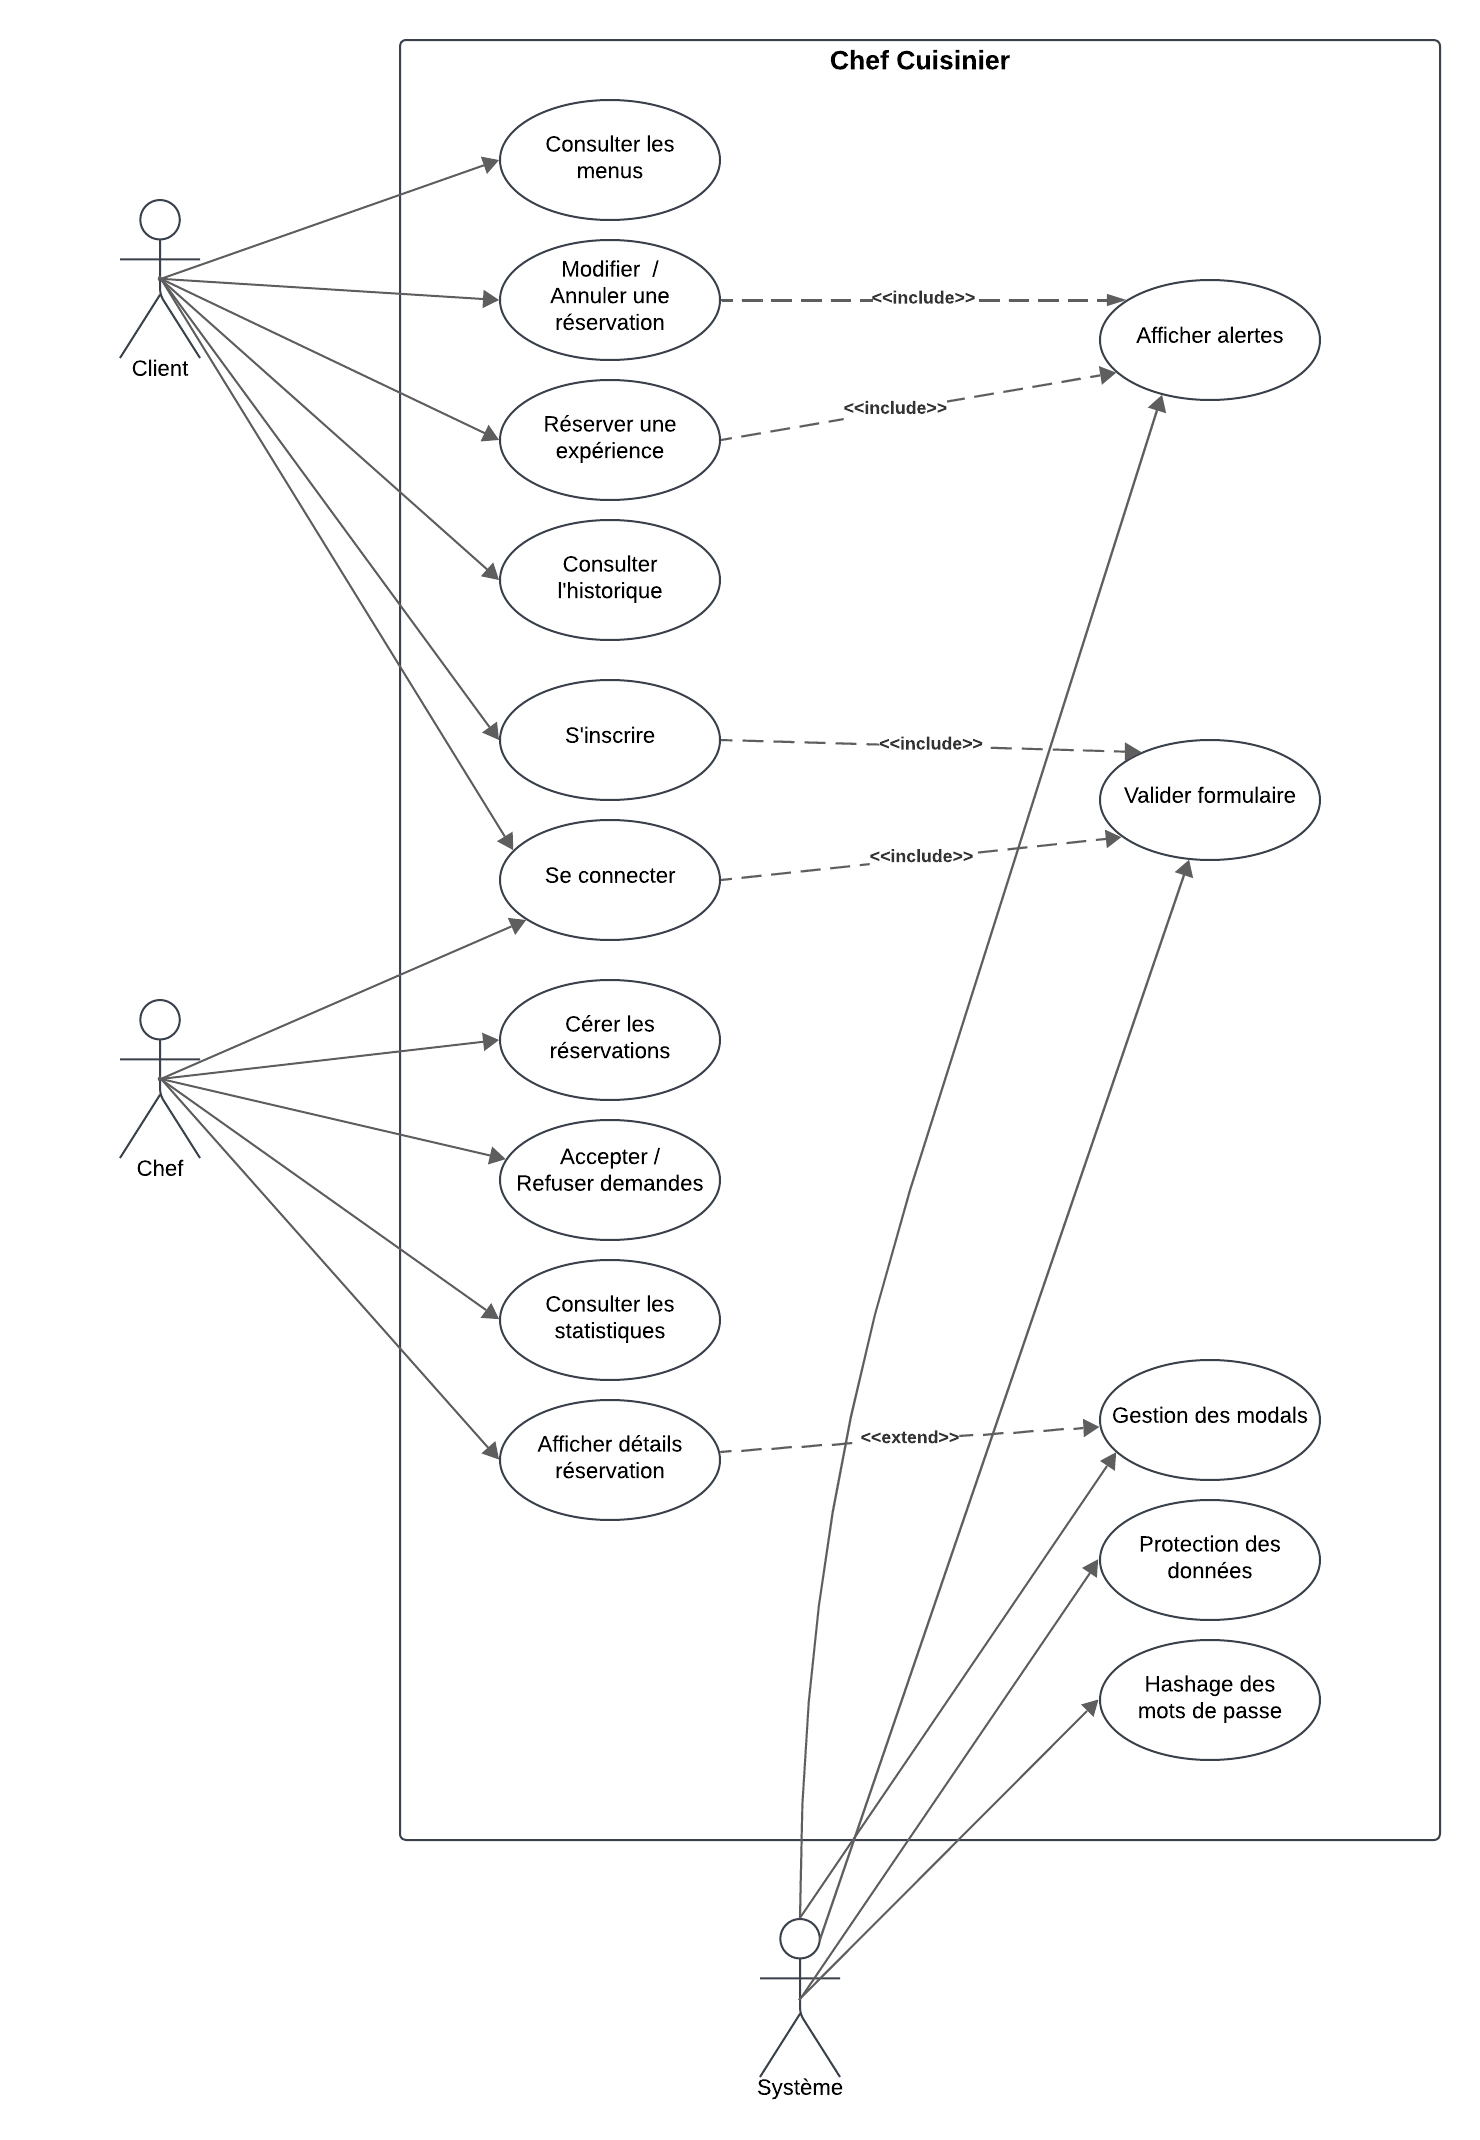 Chef Cuisinier
Consulter les
menus
Modifier  /
Annuler une
réservation
<<include>>
Afficher alertes
Client
Réserver une
expérience
<<include>>
Consulter
l'historique
S'inscrire
<<include>>
Valider formulaire
Se connecter
<<include>>
Cérer les
réservations
Chef
Accepter /
Refuser demandes
Consulter les
statistiques
Afficher détails
réservation
<<extend>>
Gestion des modals
Protection des
données
Hashage des
mots de passe
Système